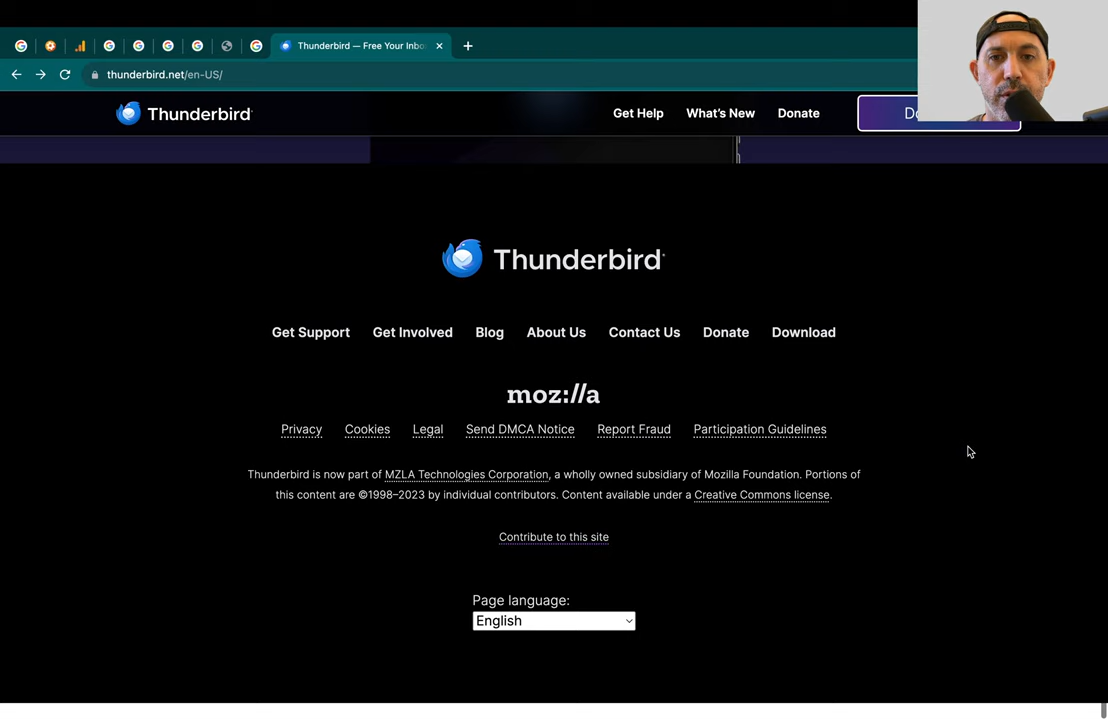 Thunderbird — Free Your Inbo
thunderbird.net/en-US/
Thunderbird
Get Help What's New Donate
Thunderbird
Get Support Get Involved Blog About Us Contact Us Donate Download
moz://a
Privacy Cookies Legal Send DMCA Notice Report Fraud Participation Guidelines
Thunderbird is now part of MZLA Technologies Corporation, a wholly owned subsidiary of Mozilla Foundation. Portions of
this content are ©1998–2023 by individual contributors. Content available under a Creative Commons license.
Contribute to this site
Page language:
English